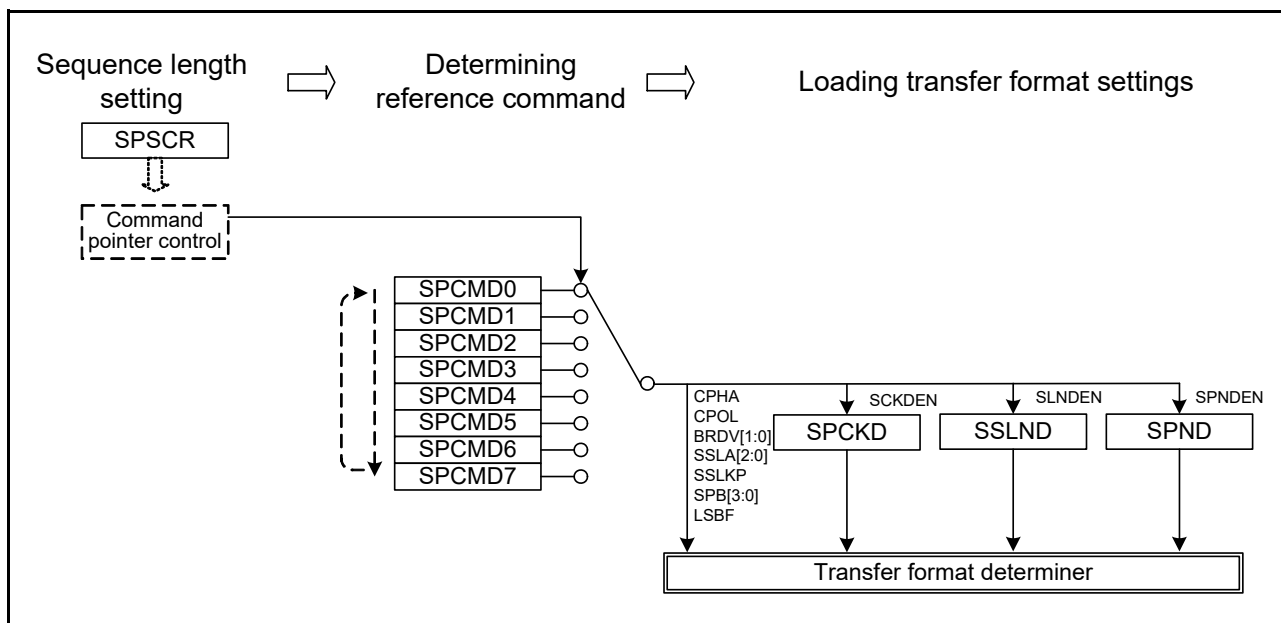 Sequence length
setting
Determining
reference command
Loading transfer format settings
SPSCR
Command
pointer control
SPCMD0
SPCMD1
SPCMD2
SPCMD3
SPCMD4
SPCMD5
SPCMD6
SPCMD7
CPHA
CPOL
BRDV[1:0]
SSLA[2:0]
SSLKP
SPB[3:0]
LSBF
SCKDEN
SPCKD
SLNDEN
SSLND
SPNDEN
SPND
Transfer format determiner